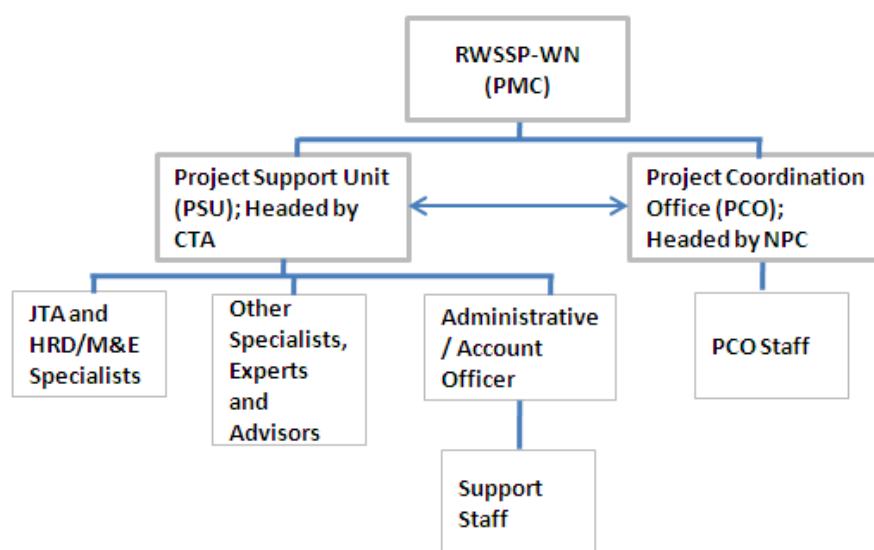 RWSSP-WN
(PMC)
Project Support Unit
(PSU); Headed by
CTA
Project Coordination
Office (PCO);
Headed by NPC
JTA and
HRD/M&E
Specialists
Other
Specialists,
Experts
and
Advisors
Administrative
/ Account
Officer
PCO Staff
Support
Staff